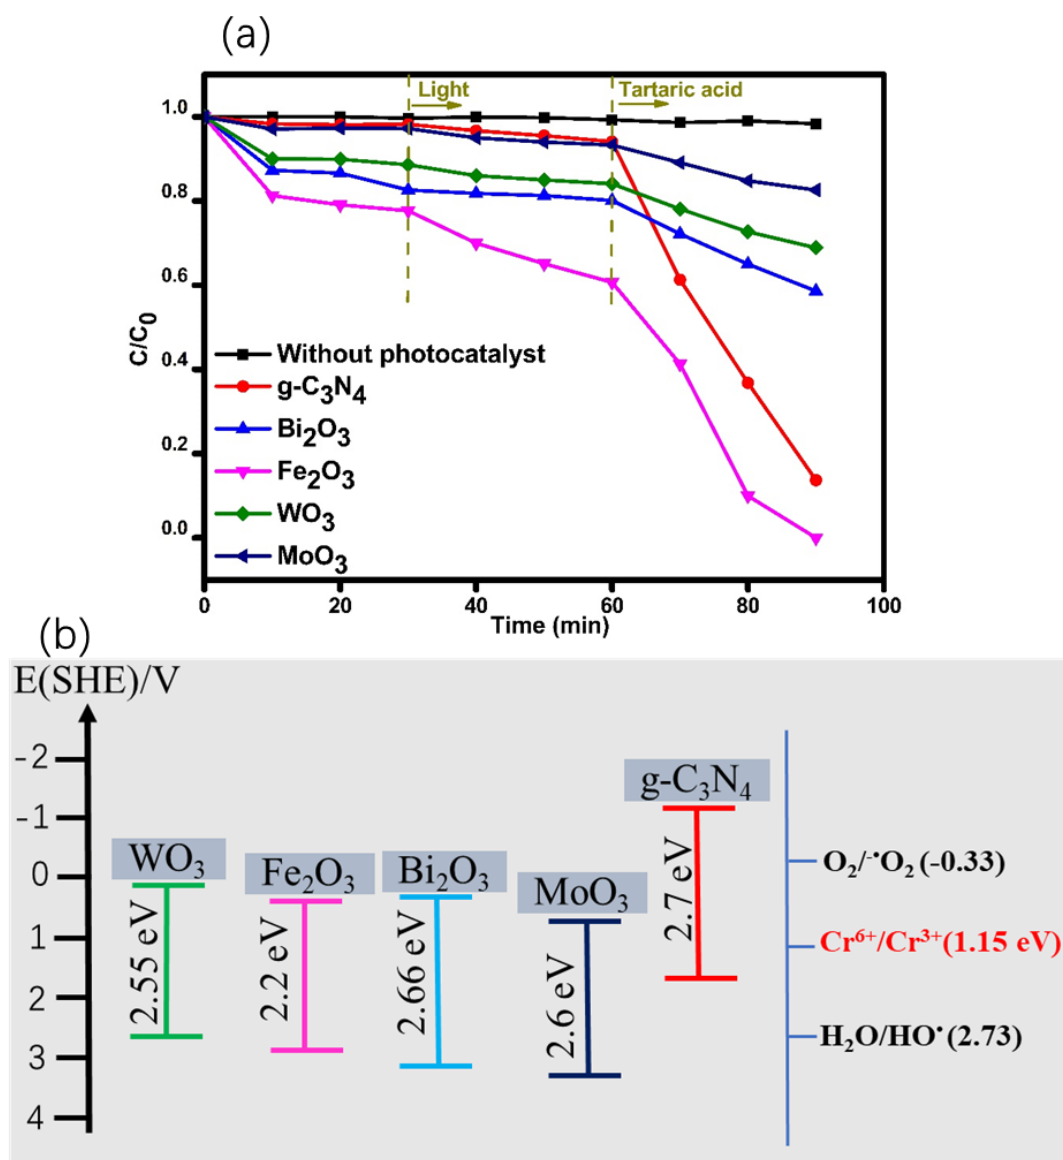 (a)
Light
Tartaric acid
1.0
0.8
0.6
0.4
0.2
0.0
C/C₀
Without photocatalyst
g-C₃N₄
Bi₂O₃
Fe₂O₃
WO₃
MoO₃
0 20 40 60 80 100
Time (min)
(b)
E(SHE)/V
-2
-1
0
1
2
3
4
WO₃
2.55 eV
Fe₂O₃
2.2 eV
Bi₂O₃
2.66 eV
MoO₃
2.6 eV
g-C₃N₄
2.7 eV
O₂/⁻•O₂ (-0.33)
Cr⁶⁺/Cr³⁺(1.15 eV)
H₂O/HO•(2.73)